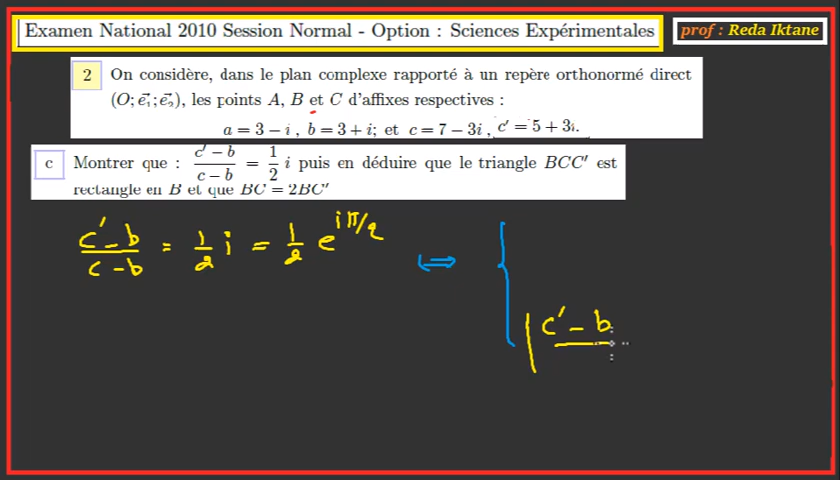 Examen National 2010 Session Normal - Option : Sciences Expérimentales
prof : Reda Iktane
2 On considère, dans le plan complexe rapporté à un repère orthonormé direct
(O; e⃗₁; e⃗₂), les points A, B et C d'affixes respectives :
a = 3 − i , b = 3 + i; et c = 7 − 3i , c' = 5 + 3i.
c Montrer que : (c' − b)/(c − b) = (1/2) i puis en déduire que le triangle BCC' est
rectangle en B et que BC = 2BC'
(c' − b)/(c − b) = (1/2) i = (1/2) e^(iπ/2) ⟺ {
| c' − b